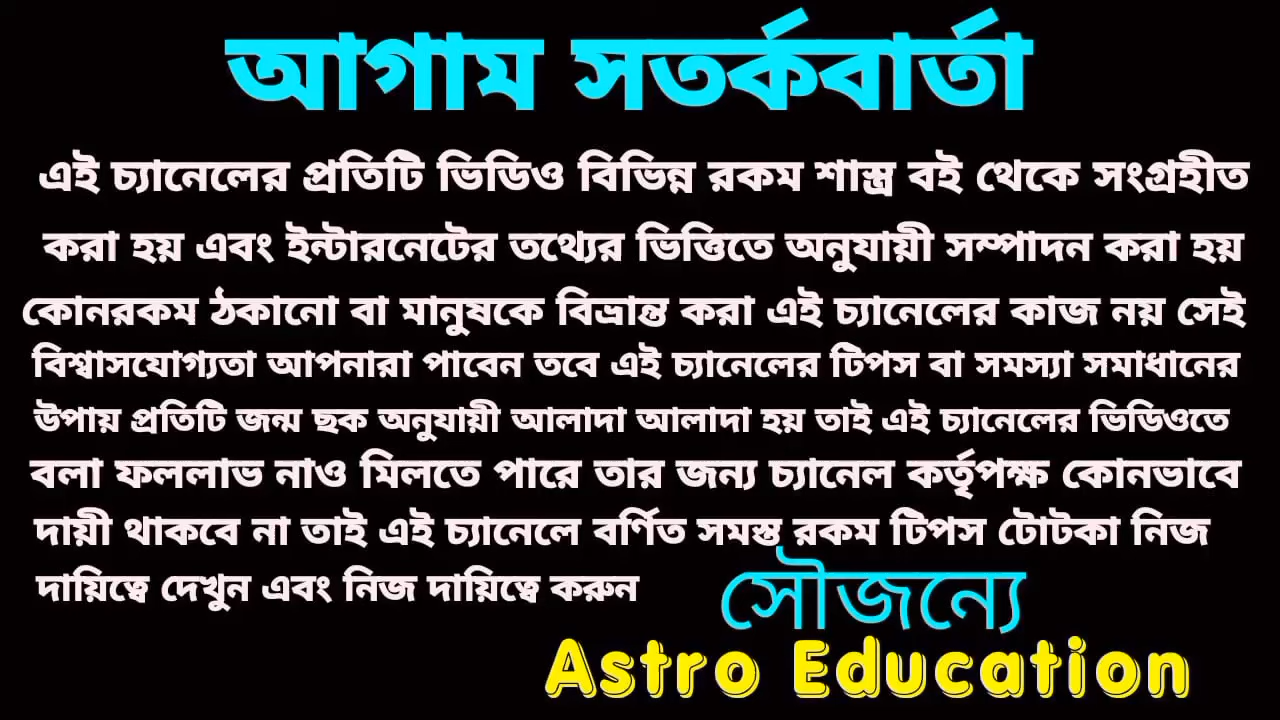 আগাম সতর্কবার্তা
এই চ্যানেলের প্রতিটি ভিডিও বিভিন্ন রকম শাস্ত্র বই থেকে সংগ্রহীত
করা হয় এবং ইন্টারনেটের তথ্যের ভিত্তিতে অনুযায়ী সম্পাদন করা হয়
কোনরকম ঠকানো বা মানুষকে বিভ্রান্ত করা এই চ্যানেলের কাজ নয় সেই
বিশ্বাসযোগ্যতা আপনারা পাবেন তবে এই চ্যানেলের টিপস বা সমস্যা সমাধানের
উপায় প্রতিটি জন্ম ছক অনুযায়ী আলাদা আলাদা হয় তাই এই চ্যানেলের ভিডিওতে
বলা ফললাভ নাও মিলতে পারে তার জন্য চ্যানেল কর্তৃপক্ষ কোনভাবে
দায়ী থাকবে না তাই এই চ্যানেলে বর্ণিত সমস্ত রকম টিপস টোটকা নিজ
দায়িত্বে দেখুন এবং নিজ দায়িত্বে করুন
সৌজন্যে
Astro Education